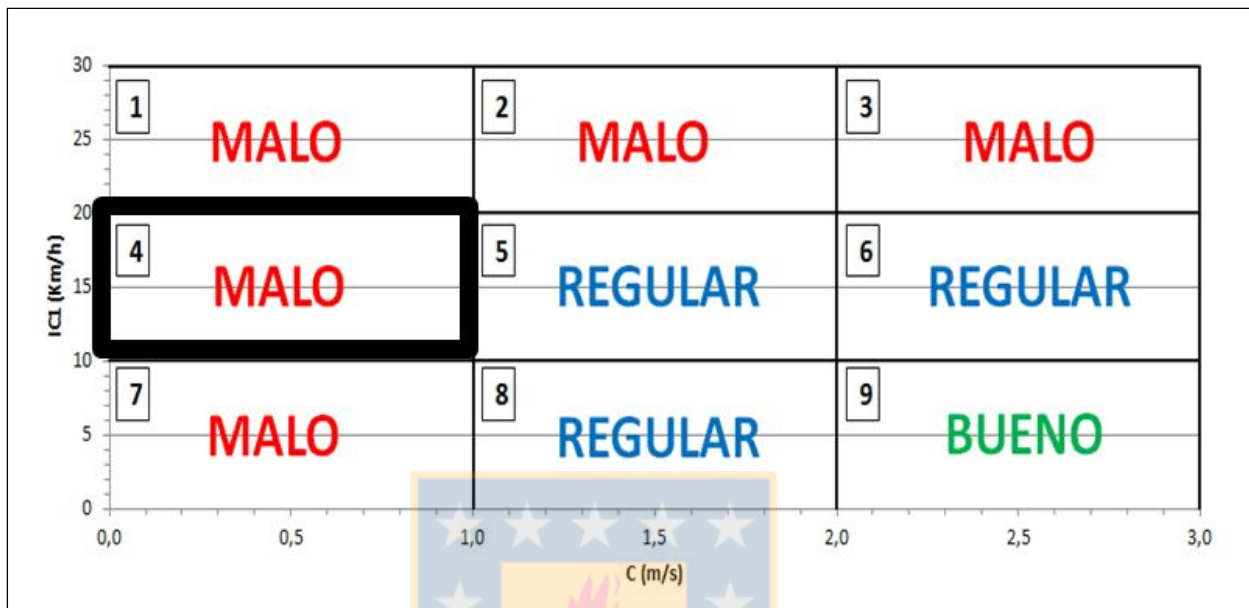 30
1 2 3
MALO MALO MALO
25
20
4 5 6
MALO REGULAR REGULAR
15
IC1 (Km/h)
10
7 8 9
MALO REGULAR BUENO
5
0
0,0 0,5 1,0 1,5 2,0 2,5 3,0
C (m/s)